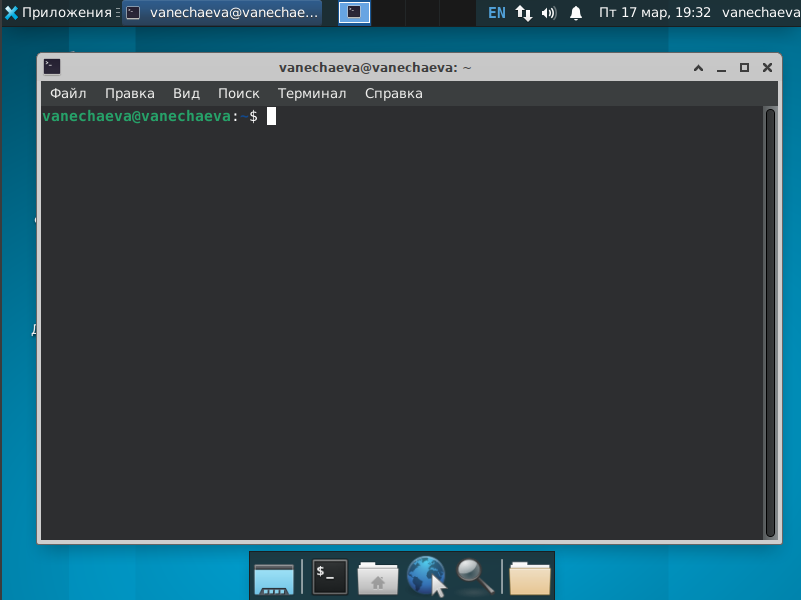 Приложения vanechaeva@vanechae... EN Пт 17 мар, 19:32 vanechaeva
vanechaeva@vanechaeva: ~
Файл Правка Вид Поиск Терминал Справка
vanechaeva@vanechaeva:~$
$_